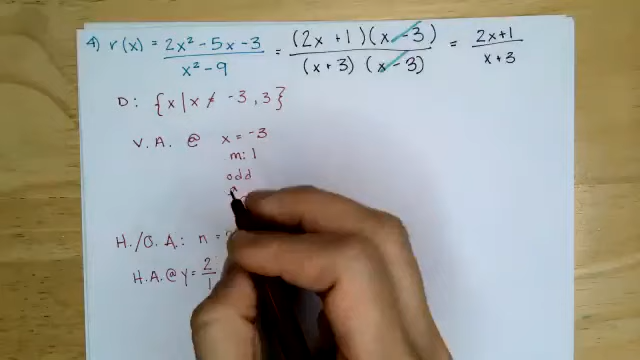 4) r(x) = 2x² - 5x - 3 / x² - 9 = (2x + 1)(x - 3) / (x + 3)(x - 3) = 2x+1 / x+3
D: {x | x ≠ -3, 3}
V.A. @ x = -3
m: 1
odd
H./O.A: n =
H.A.@ y = 2/1